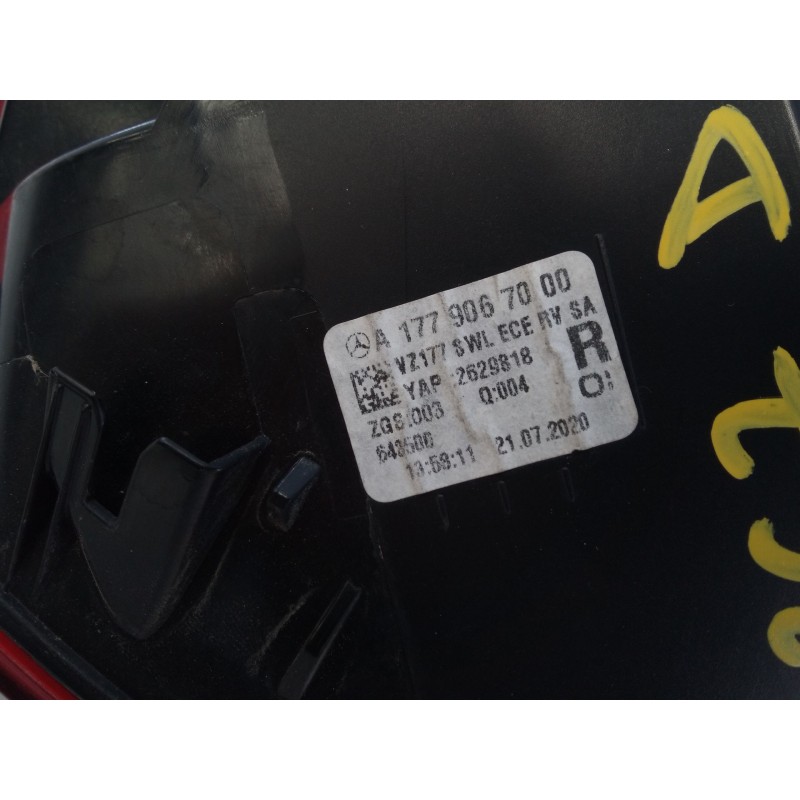 A 177 906 70 00
VZ177 SWL ECE RV SA
YAP 2629818 R
ZGS:003 Q:004 O:
643500
13:58:11 21.07.2020
A